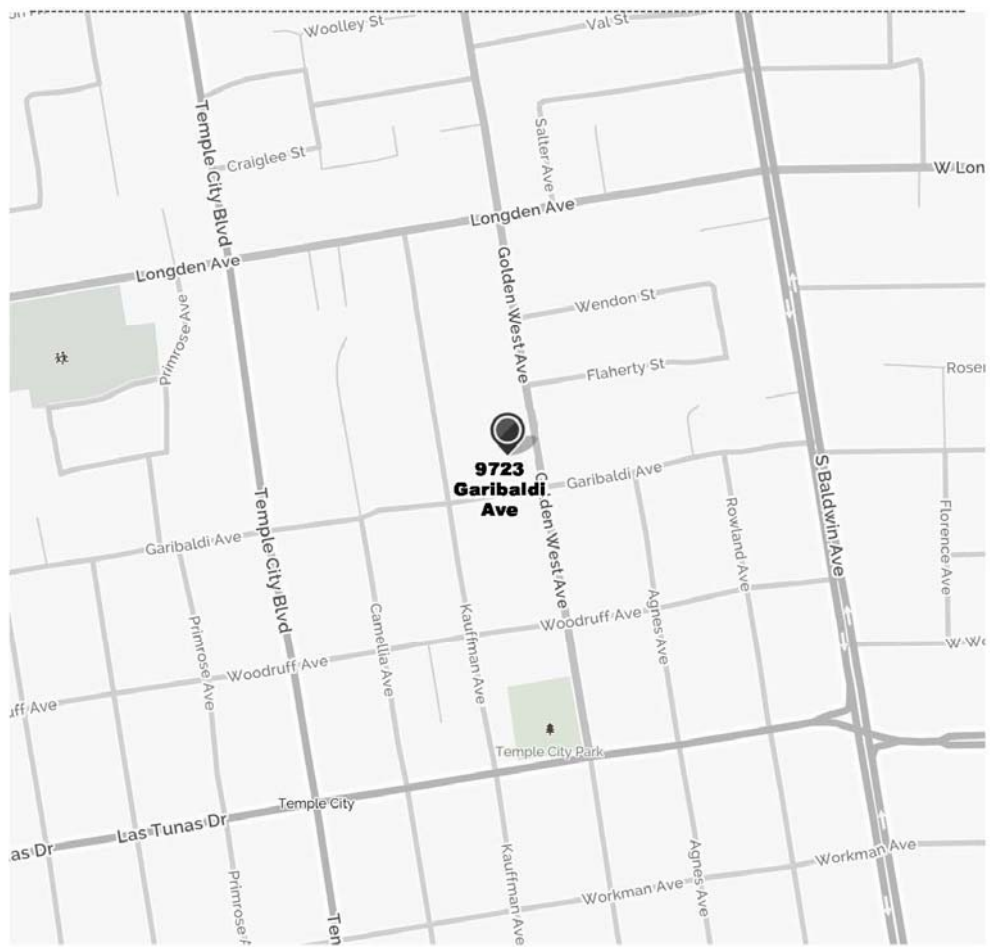 Woolley St
Val St
Temple City Blvd
Salter Ave
Craiglee St
W Lon
Longden Ave
Longden Ave
Golden West Ave
Primrose Ave
Wendon St
Flaherty St
Roser
9723
Garibaldi
Ave
Garibaldi Ave
S Baldwin Ave
Temple City Blvd
Golden West Ave
Rowland Ave
Florence Ave
Garibaldi Ave
Agnes Ave
Camellia Ave
Kauffman Ave
Primrose Ave
Woodruff Ave
Woodruff Ave
W Wo
uff Ave
Temple City Park
Temple City
Las Tunas Dr
as Dr
Workman Ave
Workman Ave
Agnes Ave
Kauffman Ave
Primrose A
Ten